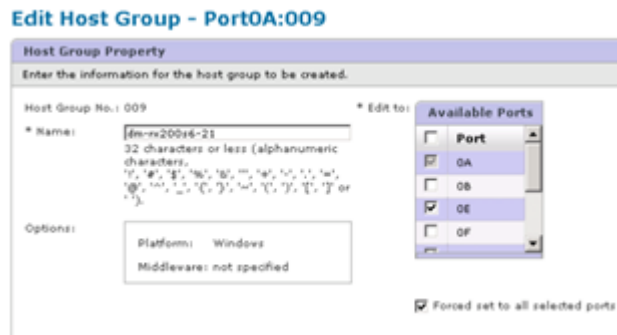 Edit Host Group - Port0A:009
Host Group Property
Enter the information for the host group to be created.
Host Group No.: 009
* Name:
dm-rx200s6-21
32 characters or less (alphanumeric
characters,
'!', '#', '$', '%', '&', ''', '+', '-', ',', '.', '=',
'@', '^', '_', '{', '}', '~', '(', ')', '[', ']' or
' ').
Options:
Platform: Windows
Middleware: not specified
* Edit to:
Available Ports
Port
0A
0B
0E
0F
Forced set to all selected ports